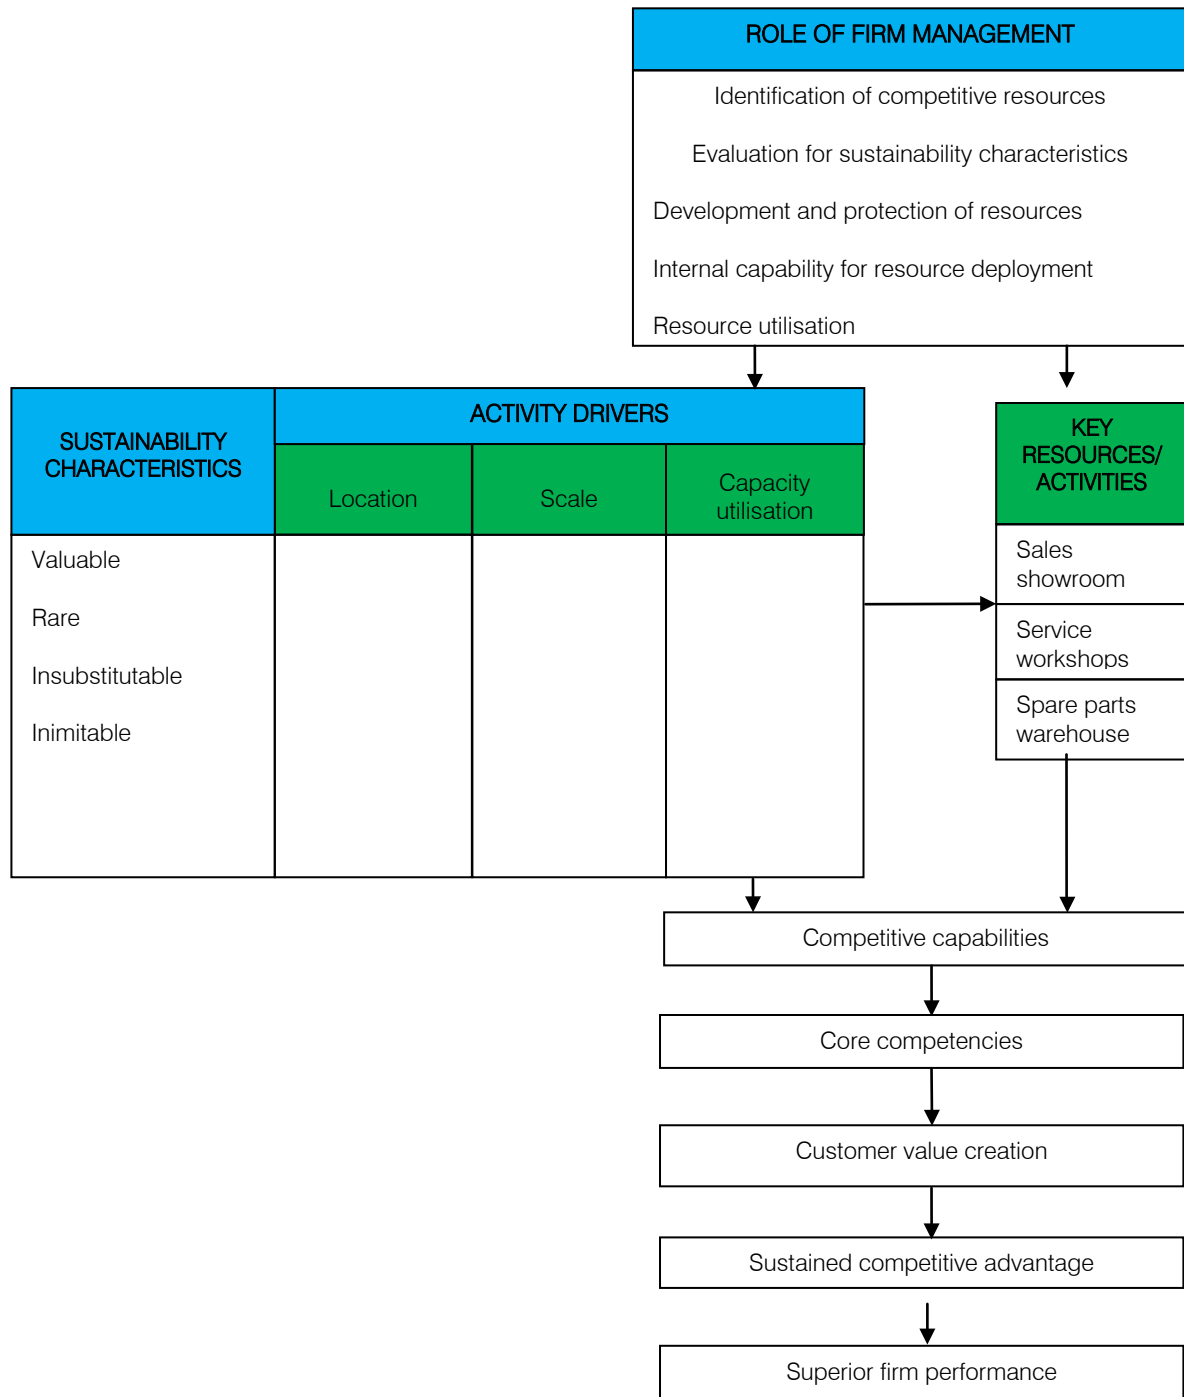 ROLE OF FIRM MANAGEMENT
Identification of competitive resources
Evaluation for sustainability characteristics
Development and protection of resources
Internal capability for resource deployment
Resource utilisation
SUSTAINABILITY
CHARACTERISTICS
ACTIVITY DRIVERS
Location
Scale
Capacity
utilisation
Valuable
Rare
Insubstitutable
Inimitable
KEY
RESOURCES/
ACTIVITIES
Sales
showroom
Service
workshops
Spare parts
warehouse
Competitive capabilities
Core competencies
Customer value creation
Sustained competitive advantage
Superior firm performance